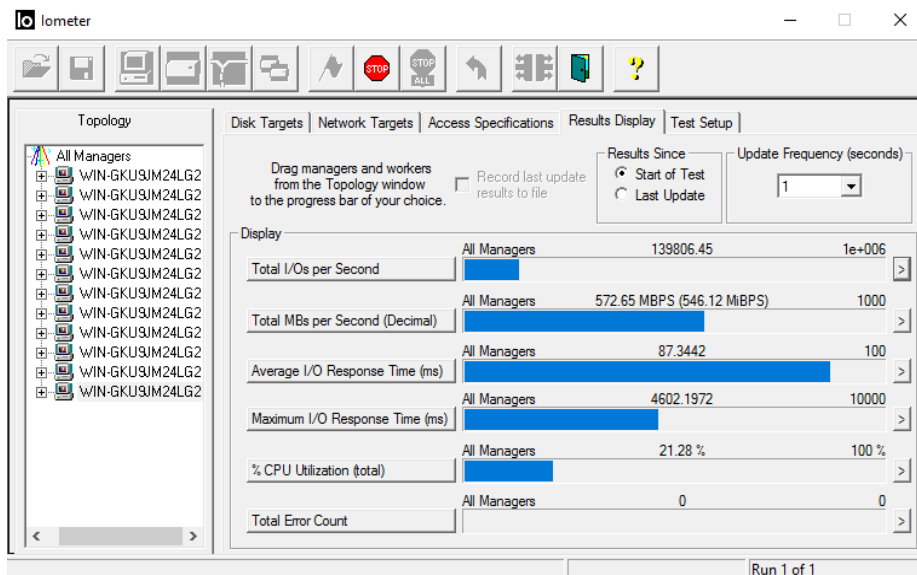 Iometer
STOP
STOP
ALL
Topology
All Managers
WIN-GKU9JM24LG2
WIN-GKU9JM24LG2
WIN-GKU9JM24LG2
WIN-GKU9JM24LG2
WIN-GKU9JM24LG2
WIN-GKU9JM24LG2
WIN-GKU9JM24LG2
WIN-GKU9JM24LG2
WIN-GKU9JM24LG2
WIN-GKU9JM24LG2
WIN-GKU9JM24LG2
WIN-GKU9JM24LG2
Disk Targets Network Targets Access Specifications Results Display Test Setup
Drag managers and workers
from the Topology window
to the progress bar of your choice.
Record last update
results to file
Results Since
Start of Test
Last Update
Update Frequency (seconds)
1
Display
All Managers 139806.45 1e+006
Total I/Os per Second >
All Managers 572.65 MBPS (546.12 MiBPS) 1000
Total MBs per Second (Decimal) >
All Managers 87.3442 100
Average I/O Response Time (ms) >
All Managers 4602.1972 10000
Maximum I/O Response Time (ms) >
All Managers 21.28 % 100 %
% CPU Utilization (total) >
All Managers 0 0
Total Error Count >
Run 1 of 1